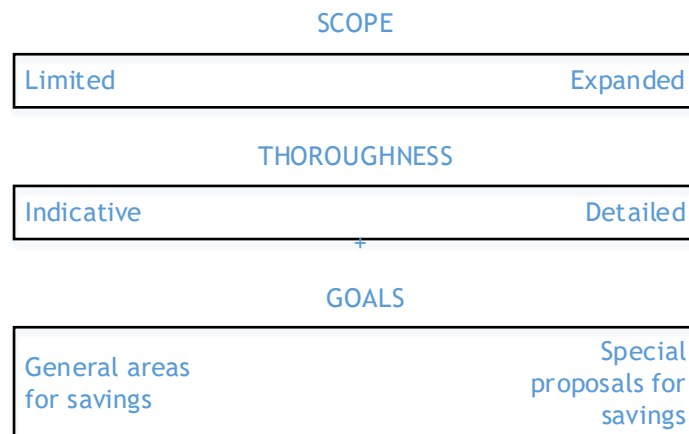 SCOPE
Limited Expanded
THOROUGHNESS
Indicative Detailed
+
GOALS
General areas
for savings
Special
proposals for
savings